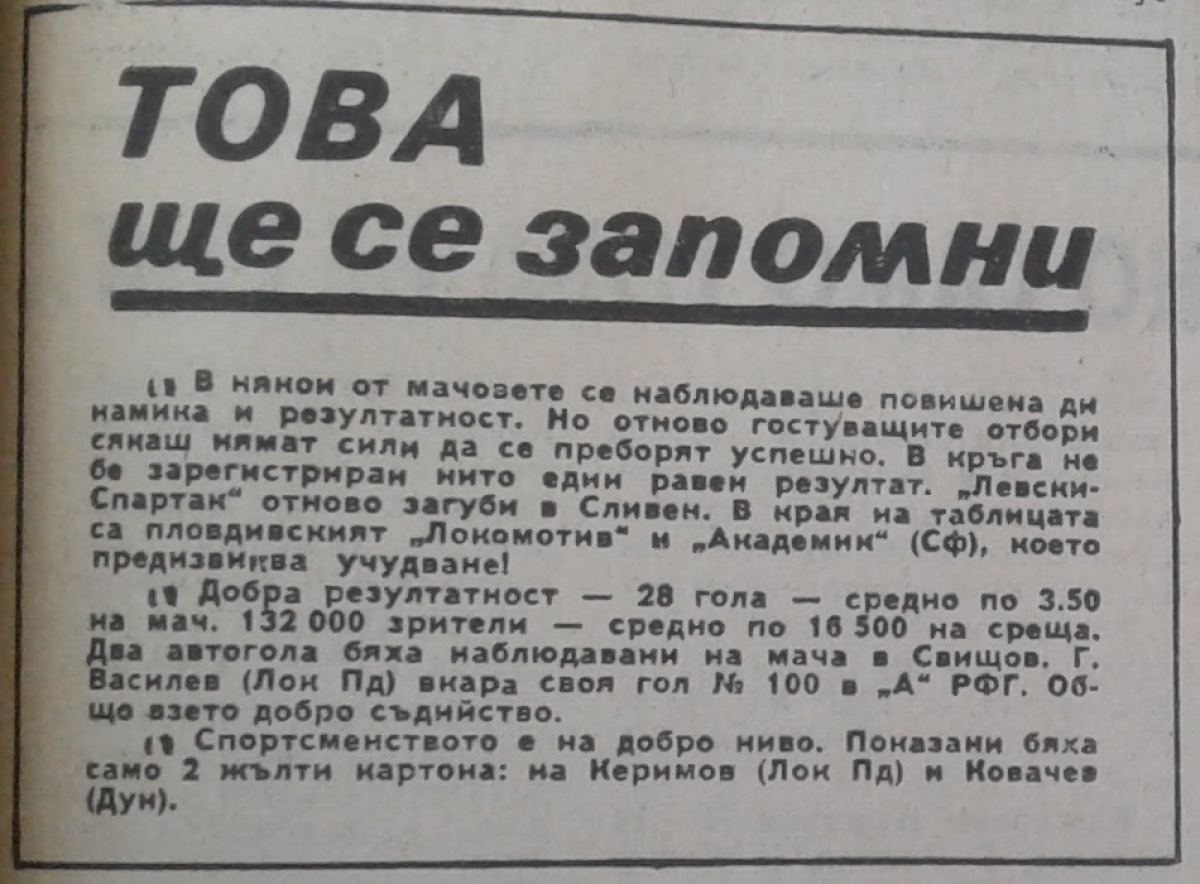 ТОВА
ще се запомни
В някои от мачовете се наблюдаваше повишена ди
намика и резултатност. Но отново гостуващите отбори
сякаш нямат сили да се преборят успешно. В кръга не
бе зарегистриран нито един равен резултат. „Левски-
Спартак“ отново загуби в Сливен. В края на таблицата
са пловдивският „Локомотив“ и „Академик“ (Сф), което
предизвиква учудване!
Добра резултатност — 28 гола — средно по 3.50
на мач. 132 000 зрители — средно по 16 500 на среща.
Два автогола бяха наблюдавани на мача в Свищов. Г.
Василев (Лок Пд) вкара своя гол № 100 в „А“ РФГ. Об-
що взето добро съдийство.
Спортсменството е на добро ниво. Показани бяха
само 2 жълти картона: на Керимов (Лок Пд) и Ковачев
(Дун).